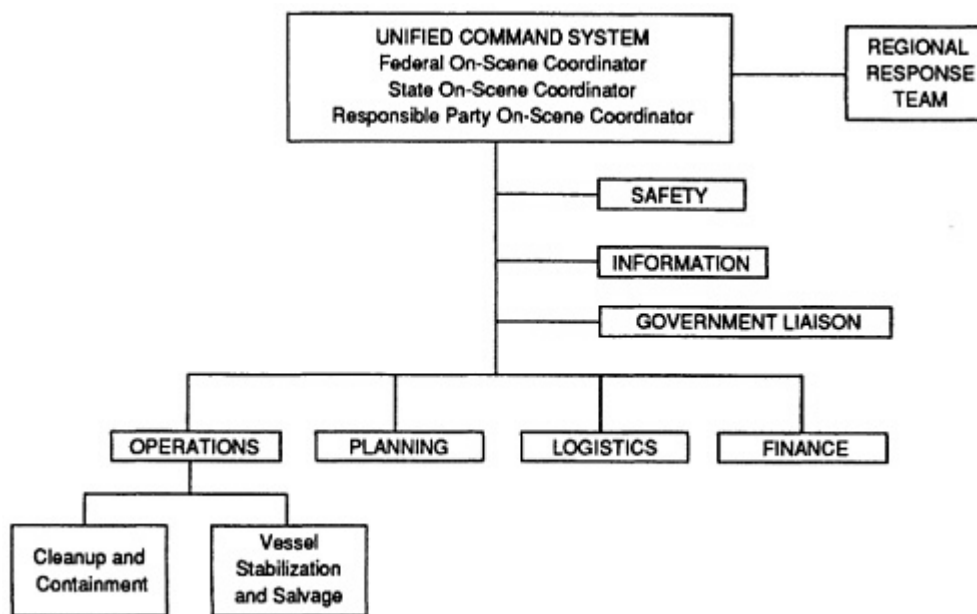 UNIFIED COMMAND SYSTEM
Federal On-Scene Coordinator
State On-Scene Coordinator
Responsible Party On-Scene Coordinator
REGIONAL
RESPONSE
TEAM
SAFETY
INFORMATION
GOVERNMENT LIAISON
OPERATIONS
PLANNING
LOGISTICS
FINANCE
Cleanup and
Containment
Vessel
Stabilization
and Salvage